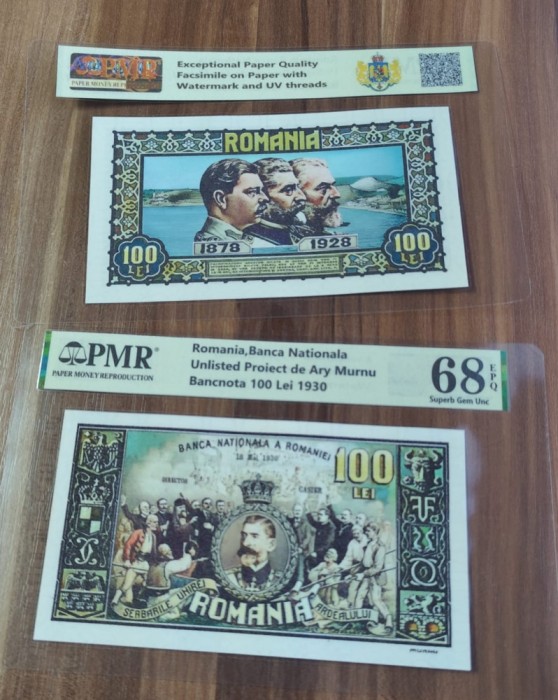 PMR
PAPER MONEY REP
Exceptional Paper Quality
Facsimile on Paper with
Watermark and UV threads
ROMANIA
1878
1928
100
LEI
100
LEI
PMR®
PAPER MONEY REPRODUCTION
Romania,Banca Nationala
Unlisted Proiect de Ary Murnu
Bancnota 100 Lei 1930
68
EPQ
Superb Gem Unc
BANCA NAȚIONALA A ROMANIEI
100
LEI
SERBARILE UNIREI
ARDEALULUI
ROMANIA